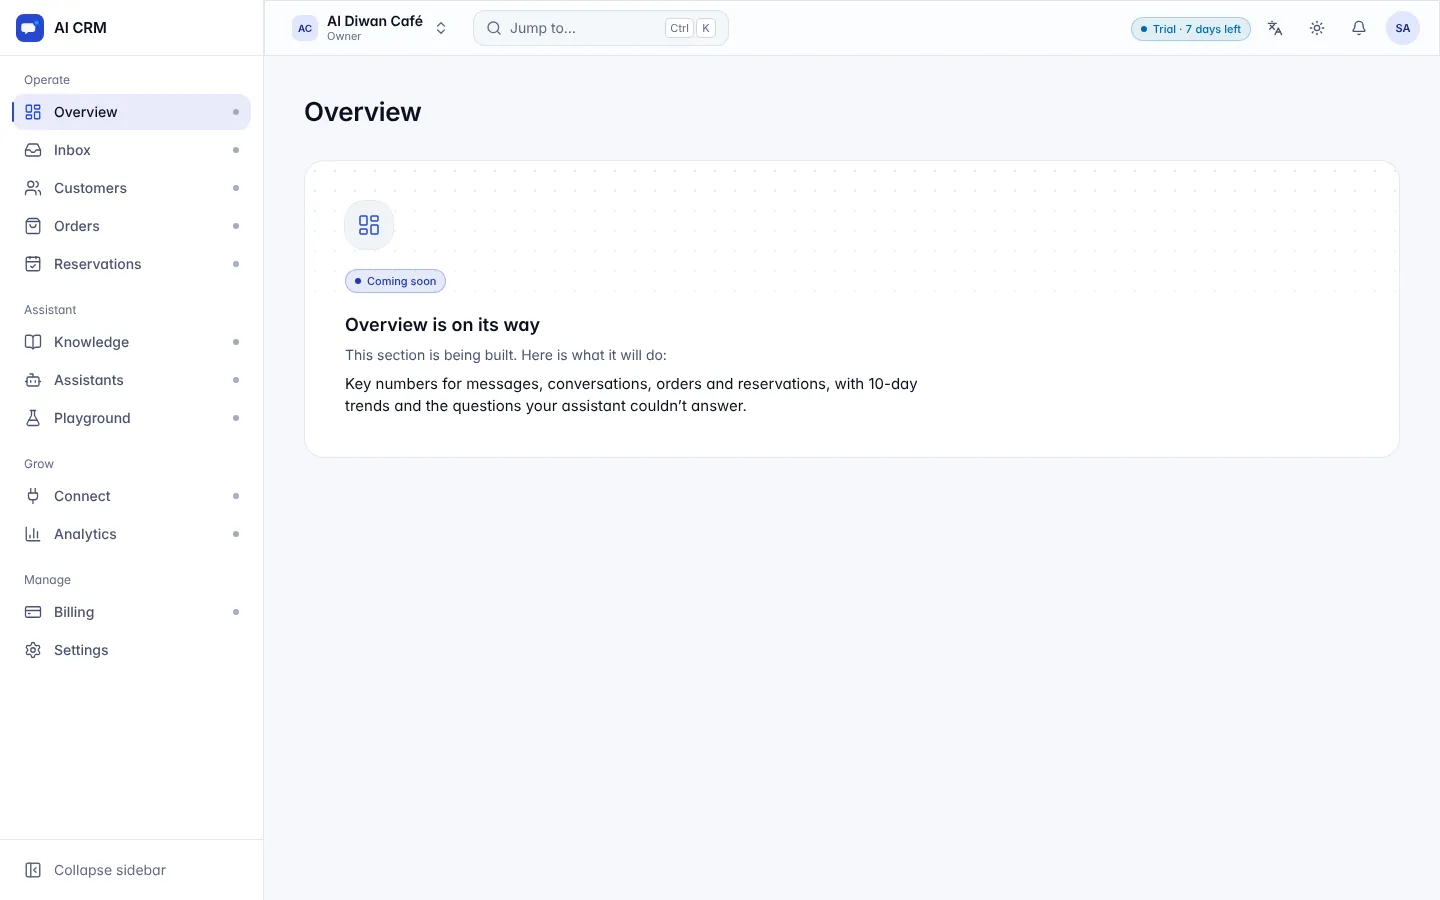 AI CRM
AC
Al Diwan Café
Owner
Jump to...
Ctrl K
Trial · 7 days left
SA
Operate
Overview
Inbox
Customers
Orders
Reservations
Assistant
Knowledge
Assistants
Playground
Grow
Connect
Analytics
Manage
Billing
Settings
Collapse sidebar
Overview
Coming soon
Overview is on its way
This section is being built. Here is what it will do:
Key numbers for messages, conversations, orders and reservations, with 10-day
trends and the questions your assistant couldn’t answer.